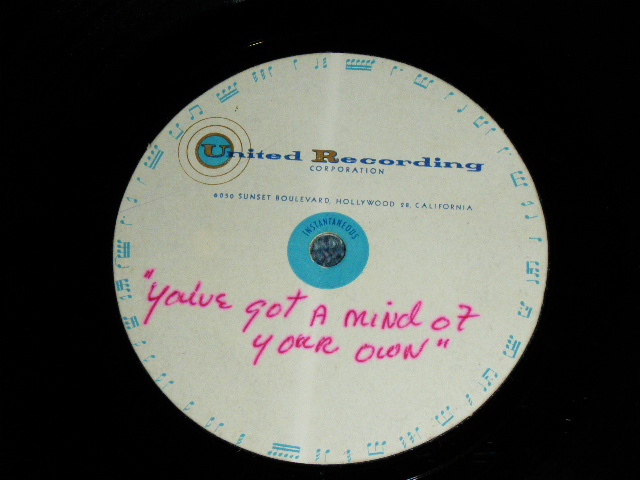 United Recording
CORPORATION
6050 SUNSET BOULEVARD, HOLLYWOOD 28, CALIFORNIA
INSTANTANEOUS
"You've got A mind of
your own"